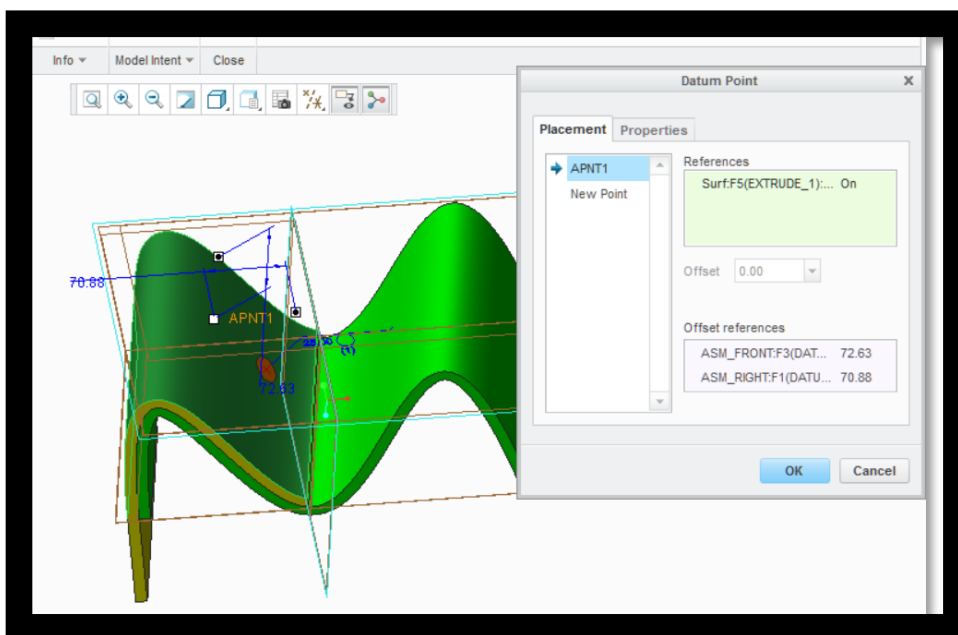 Info Model Intent Close
Datum Point X
Placement Properties
APNT1
New Point
References
Surf:F5(EXTRUDE_1):... On
Offset 0.00
Offset references
ASM_FRONT:F3(DAT... 72.63
ASM_RIGHT:F1(DATU... 70.88
OK Cancel
70.88
APNT1
(1)
72.63